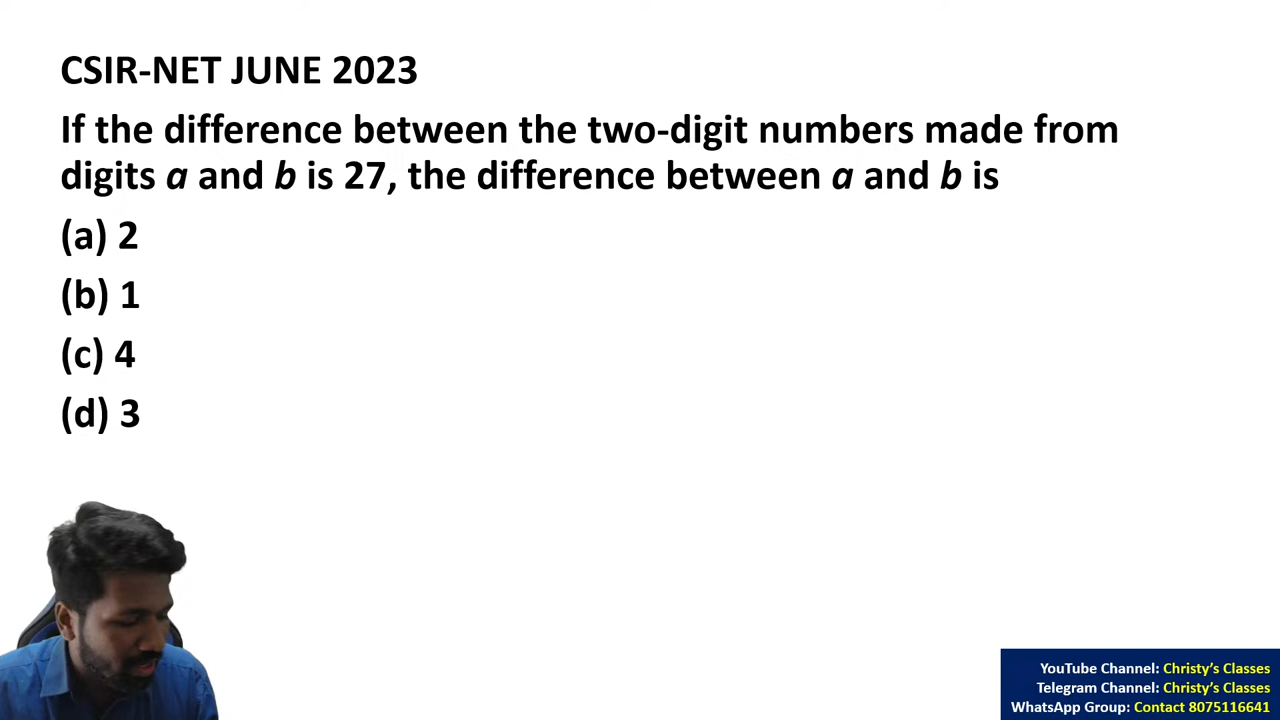 CSIR-NET JUNE 2023
If the difference between the two-digit numbers made from
digits a and b is 27, the difference between a and b is
(a) 2
(b) 1
(c) 4
(d) 3
YouTube Channel: Christy's Classes
Telegram Channel: Christy's Classes
WhatsApp Group: Contact 8075116641